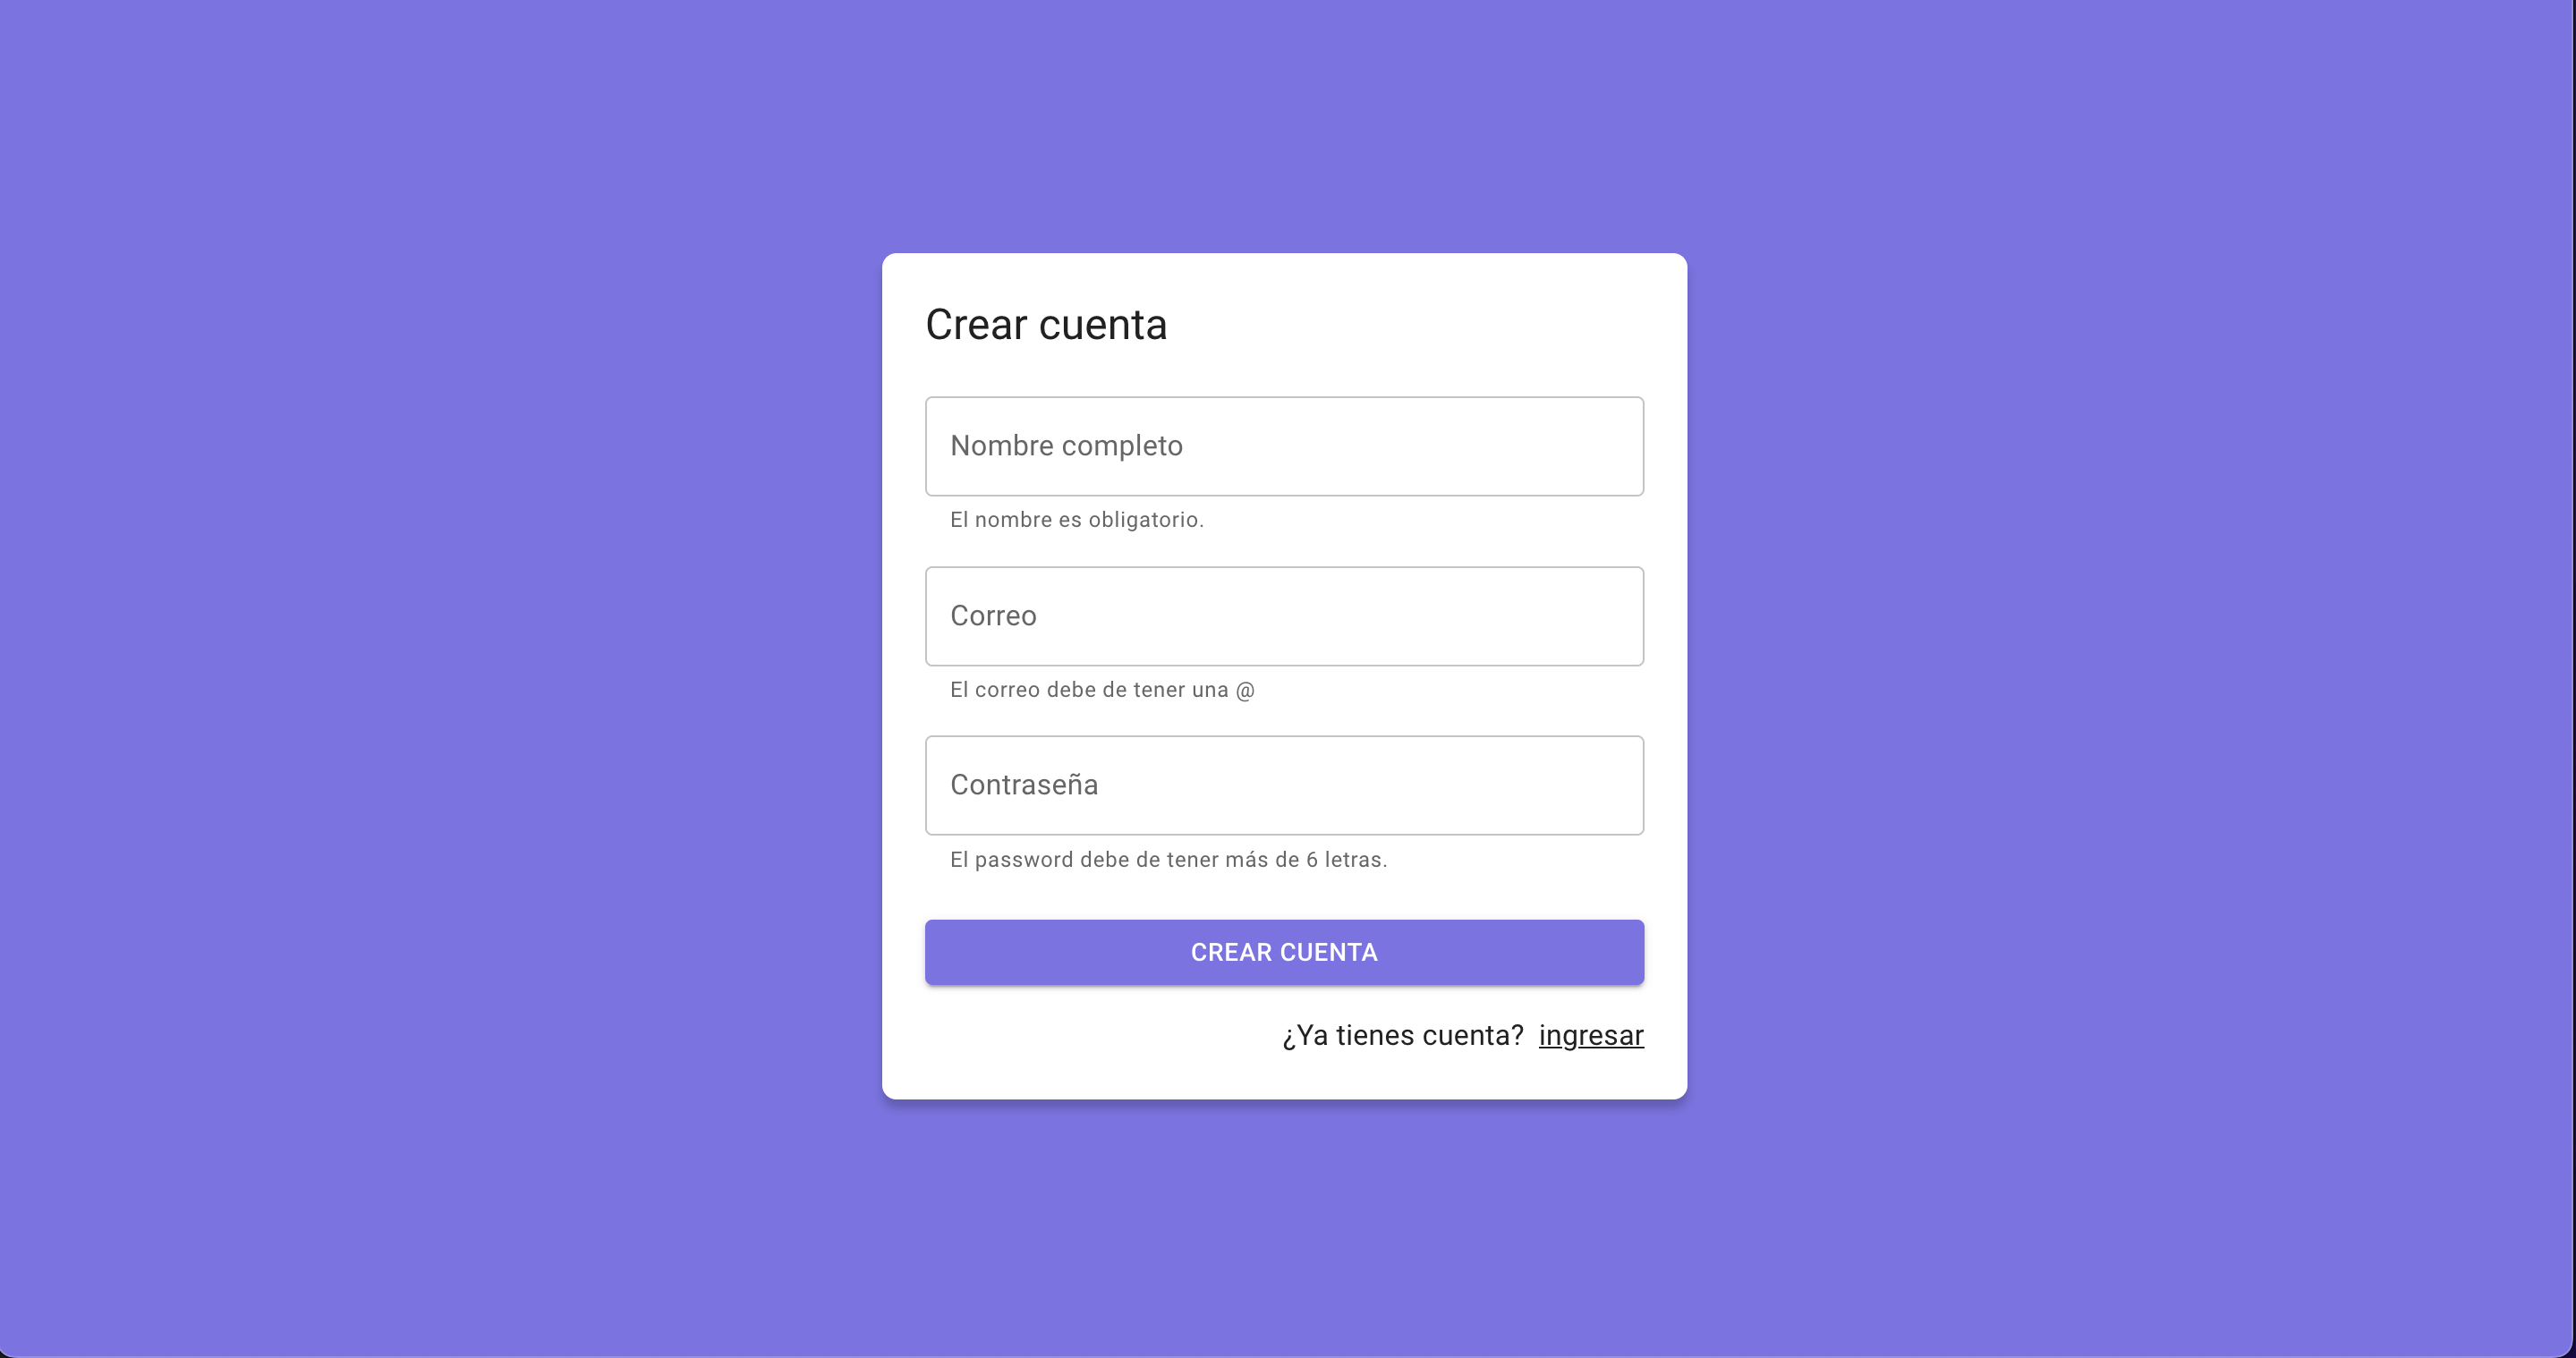 Crear cuenta
Nombre completo
El nombre es obligatorio.
Correo
El correo debe de tener una @
Contraseña
El password debe de tener más de 6 letras.
CREAR CUENTA
¿Ya tienes cuenta? ingresar